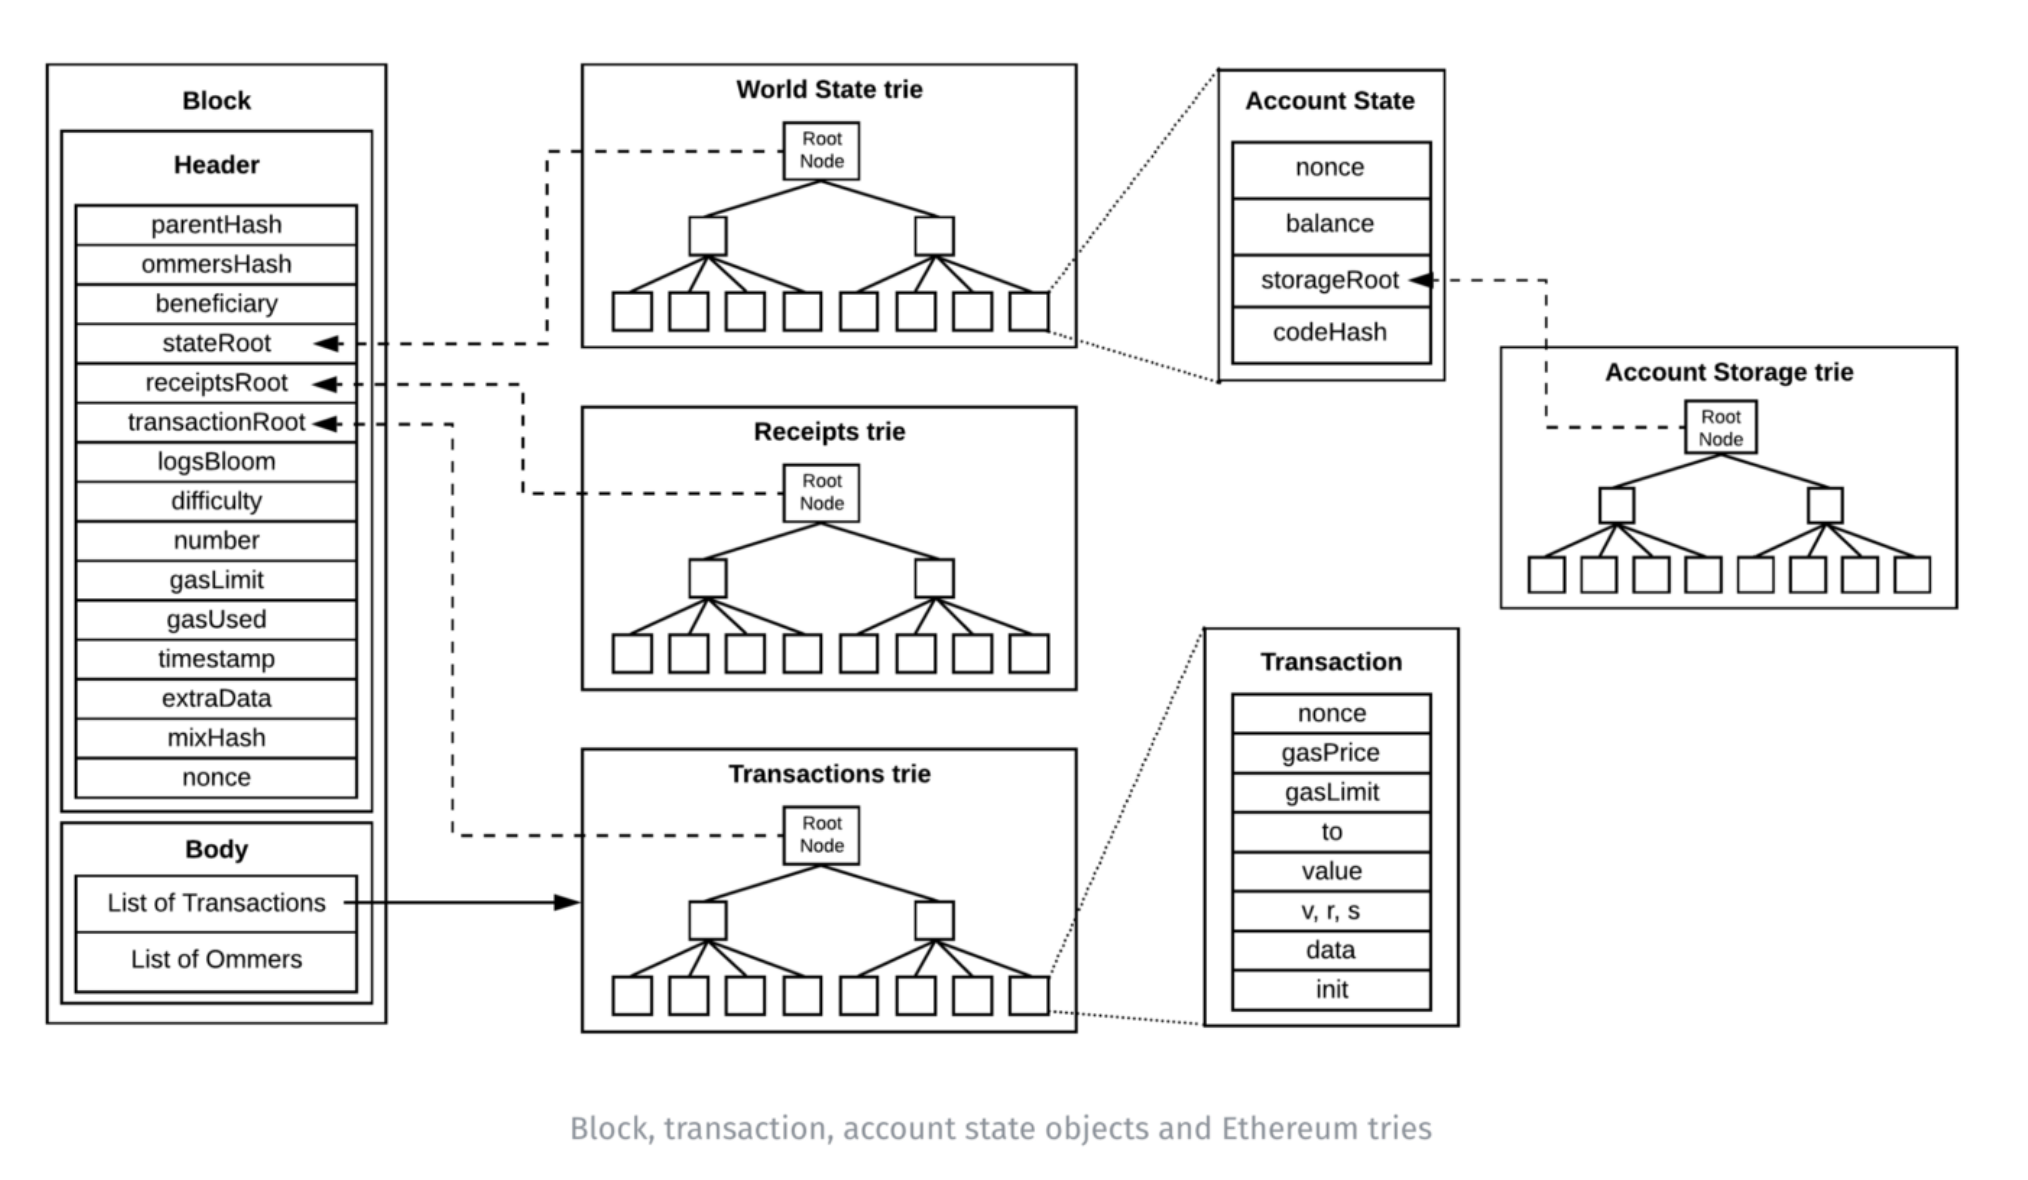 Block
Header
parentHash
ommersHash
beneficiary
stateRoot
receiptsRoot
transactionRoot
logsBloom
difficulty
number
gasLimit
gasUsed
timestamp
extraData
mixHash
nonce
Body
List of Transactions
List of Ommers
World State trie
Root
Node
Receipts trie
Root
Node
Transactions trie
Root
Node
Account State
nonce
balance
storageRoot
codeHash
Account Storage trie
Root
Node
Transaction
nonce
gasPrice
gasLimit
to
value
v, r, s
data
init
Block, transaction, account state objects and Ethereum tries